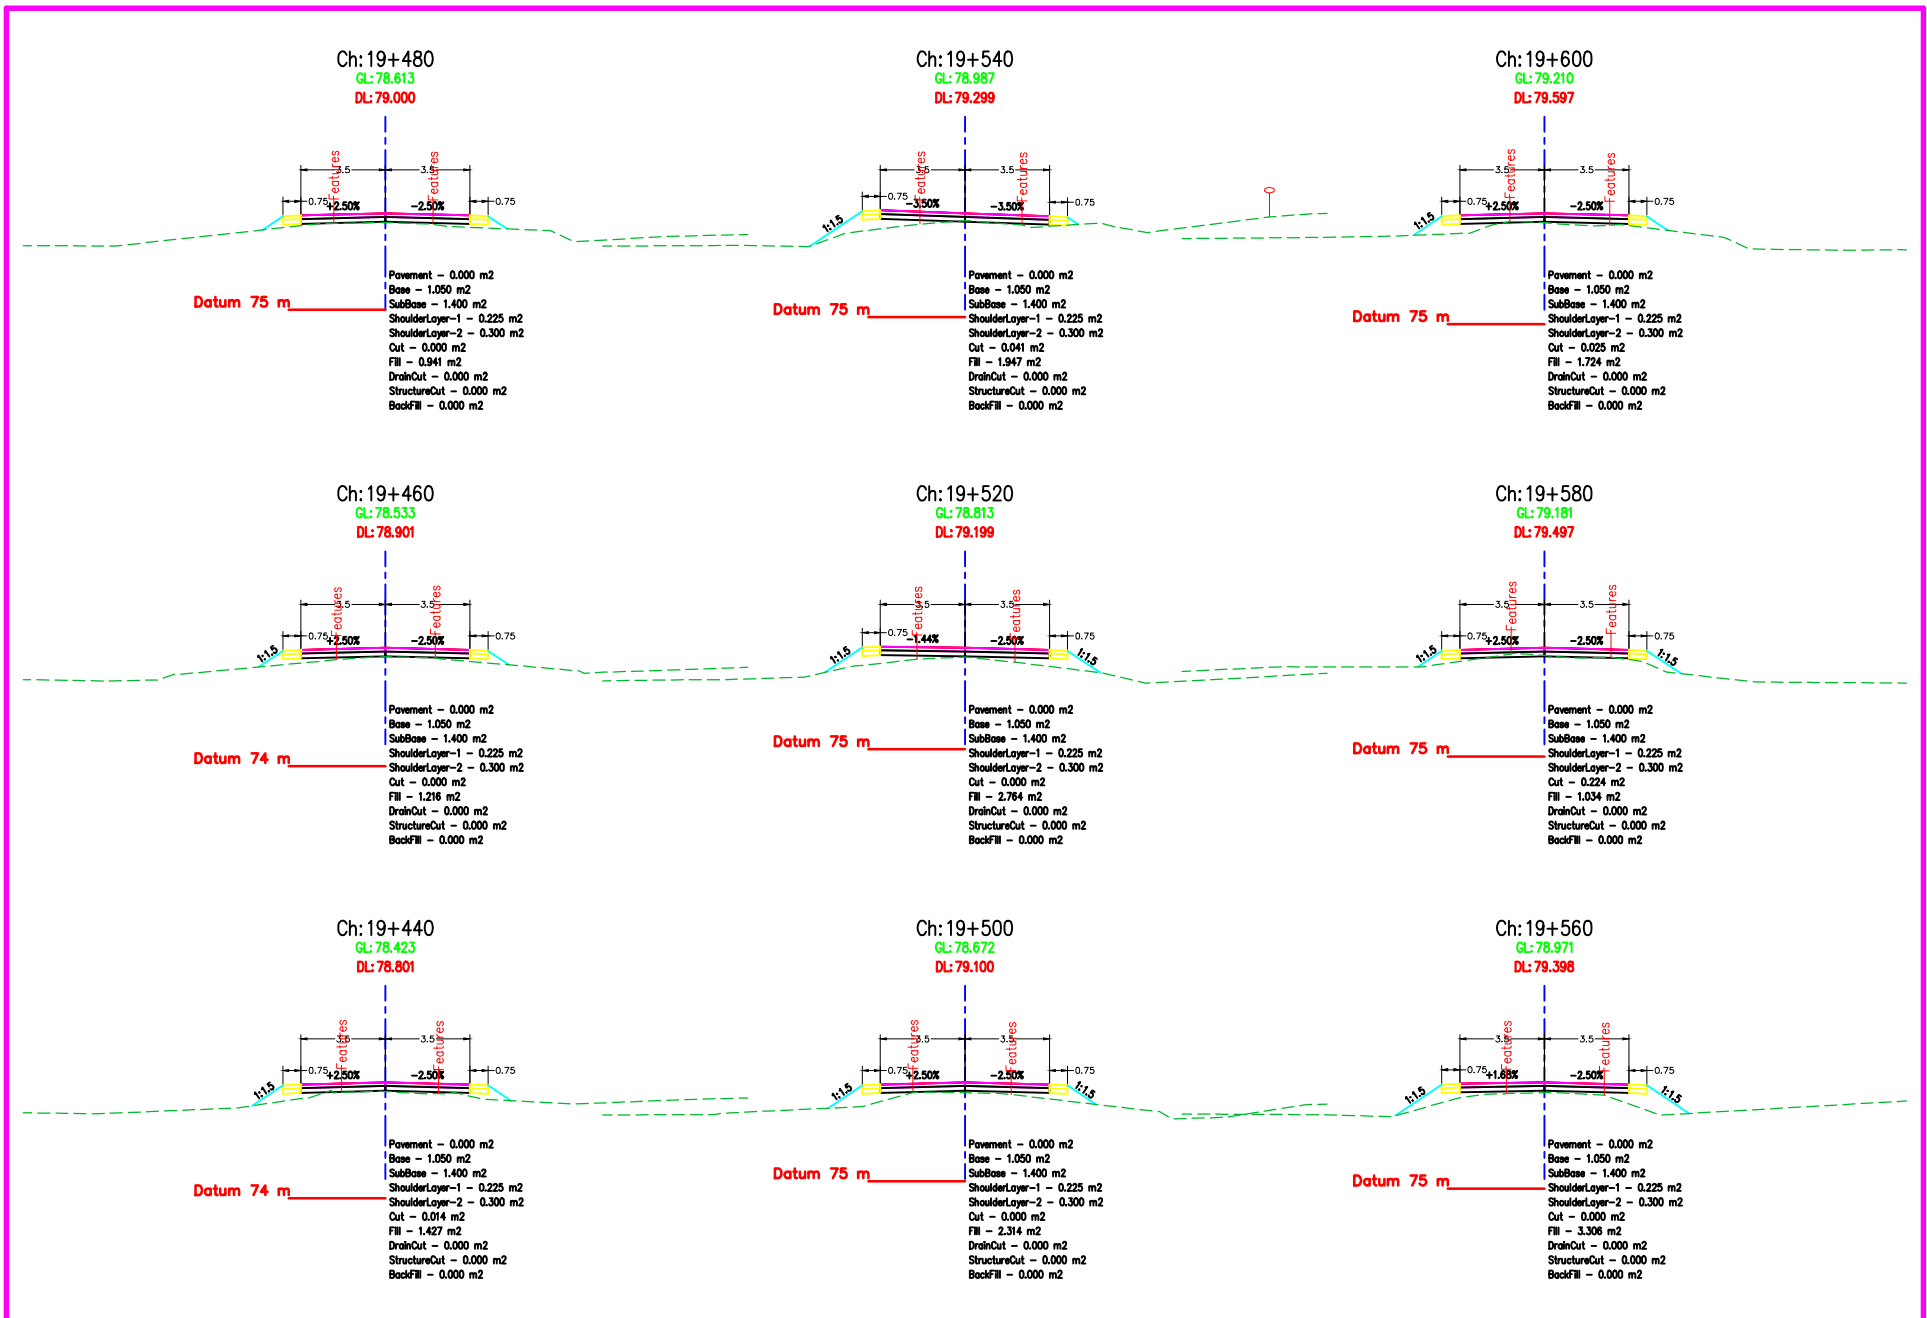 Ch:19+480
GL:78.613
DL:79.000
Features
Features
3.5
3.5
0.75
+2.50%
-2.50%
0.75
Datum 75 m
Pavement - 0.000 m2
Base - 1.050 m2
SubBase - 1.400 m2
ShoulderLayer-1 - 0.225 m2
ShoulderLayer-2 - 0.300 m2
Cut - 0.000 m2
Fill - 0.941 m2
DrainCut - 0.000 m2
StructureCut - 0.000 m2
BackFill - 0.000 m2
Ch:19+540
GL:78.987
DL:79.299
Features
Features
3.5
3.5
0.75
-3.50%
-3.50%
0.75
1:1.5
Datum 75 m
Pavement - 0.000 m2
Base - 1.050 m2
SubBase - 1.400 m2
ShoulderLayer-1 - 0.225 m2
ShoulderLayer-2 - 0.300 m2
Cut - 0.041 m2
Fill - 1.947 m2
DrainCut - 0.000 m2
StructureCut - 0.000 m2
BackFill - 0.000 m2
Ch:19+600
GL:79.210
DL:79.597
Features
Features
3.5
3.5
0.75
+2.50%
-2.50%
0.75
1:1.5
Datum 75 m
Pavement - 0.000 m2
Base - 1.050 m2
SubBase - 1.400 m2
ShoulderLayer-1 - 0.225 m2
ShoulderLayer-2 - 0.300 m2
Cut - 0.025 m2
Fill - 1.724 m2
DrainCut - 0.000 m2
StructureCut - 0.000 m2
BackFill - 0.000 m2
Ch:19+460
GL:78.533
DL:78.901
Features
Features
3.5
3.5
0.75
+2.50%
-2.50%
0.75
1:1.5
Datum 74 m
Pavement - 0.000 m2
Base - 1.050 m2
SubBase - 1.400 m2
ShoulderLayer-1 - 0.225 m2
ShoulderLayer-2 - 0.300 m2
Cut - 0.000 m2
Fill - 1.216 m2
DrainCut - 0.000 m2
StructureCut - 0.000 m2
BackFill - 0.000 m2
Ch:19+520
GL:78.813
DL:79.199
Features
Features
3.5
3.5
0.75
-1.44%
-2.50%
0.75
1:1.5
1:1.5
Datum 75 m
Pavement - 0.000 m2
Base - 1.050 m2
SubBase - 1.400 m2
ShoulderLayer-1 - 0.225 m2
ShoulderLayer-2 - 0.300 m2
Cut - 0.000 m2
Fill - 2.764 m2
DrainCut - 0.000 m2
StructureCut - 0.000 m2
BackFill - 0.000 m2
Ch:19+580
GL:79.181
DL:79.497
Features
Features
3.5
3.5
0.75
+2.50%
-2.50%
0.75
1:1.5
1:1.5
Datum 75 m
Pavement - 0.000 m2
Base - 1.050 m2
SubBase - 1.400 m2
ShoulderLayer-1 - 0.225 m2
ShoulderLayer-2 - 0.300 m2
Cut - 0.224 m2
Fill - 1.034 m2
DrainCut - 0.000 m2
StructureCut - 0.000 m2
BackFill - 0.000 m2
Ch:19+440
GL:78.423
DL:78.801
Features
Features
3.5
3.5
0.75
+2.50%
-2.50%
0.75
1:1.5
Datum 74 m
Pavement - 0.000 m2
Base - 1.050 m2
SubBase - 1.400 m2
ShoulderLayer-1 - 0.225 m2
ShoulderLayer-2 - 0.300 m2
Cut - 0.014 m2
Fill - 1.427 m2
DrainCut - 0.000 m2
StructureCut - 0.000 m2
BackFill - 0.000 m2
Ch:19+500
GL:78.672
DL:79.100
Features
Features
3.5
3.5
0.75
+2.50%
-2.50%
0.75
1:1.5
1:1.5
Datum 75 m
Pavement - 0.000 m2
Base - 1.050 m2
SubBase - 1.400 m2
ShoulderLayer-1 - 0.225 m2
ShoulderLayer-2 - 0.300 m2
Cut - 0.000 m2
Fill - 2.314 m2
DrainCut - 0.000 m2
StructureCut - 0.000 m2
BackFill - 0.000 m2
Ch:19+560
GL:78.971
DL:79.398
Features
Features
3.5
3.5
0.75
+1.68%
-2.50%
0.75
1:1.5
1:1.5
Datum 75 m
Pavement - 0.000 m2
Base - 1.050 m2
SubBase - 1.400 m2
ShoulderLayer-1 - 0.225 m2
ShoulderLayer-2 - 0.300 m2
Cut - 0.000 m2
Fill - 3.306 m2
DrainCut - 0.000 m2
StructureCut - 0.000 m2
BackFill - 0.000 m2